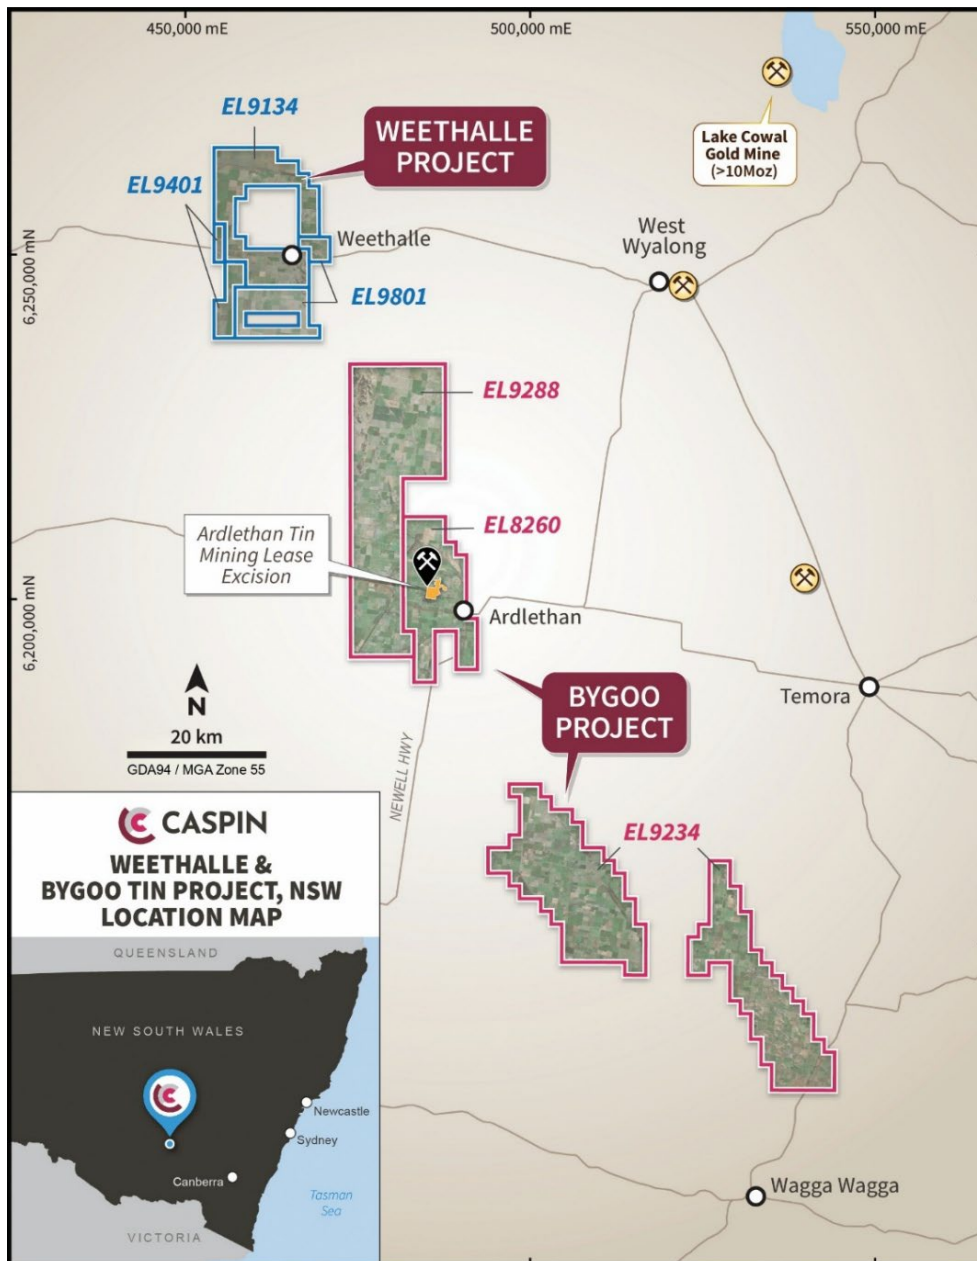 450,000 mE
500,000 mE
550,000 mE
EL9134
WEETHALLE
PROJECT
Lake Cowal
Gold Mine
(>10Moz)
EL9401
Weethalle
West
Wyalong
6,250,000 mN
EL9801
EL9288
EL8260
Ardlethan Tin
Mining Lease
Excision
Ardlethan
6,200,000 mN
BYGOO
PROJECT
Temora
N
20 km
GDA94 / MGA Zone 55
NEWELL HWY
EL9234
C CASPIN
WEETHALLE &
BYGOO TIN PROJECT, NSW
LOCATION MAP
QUEENSLAND
NEW SOUTH WALES
C
Newcastle
Sydney
Canberra
Tasman
Sea
VICTORIA
Wagga Wagga